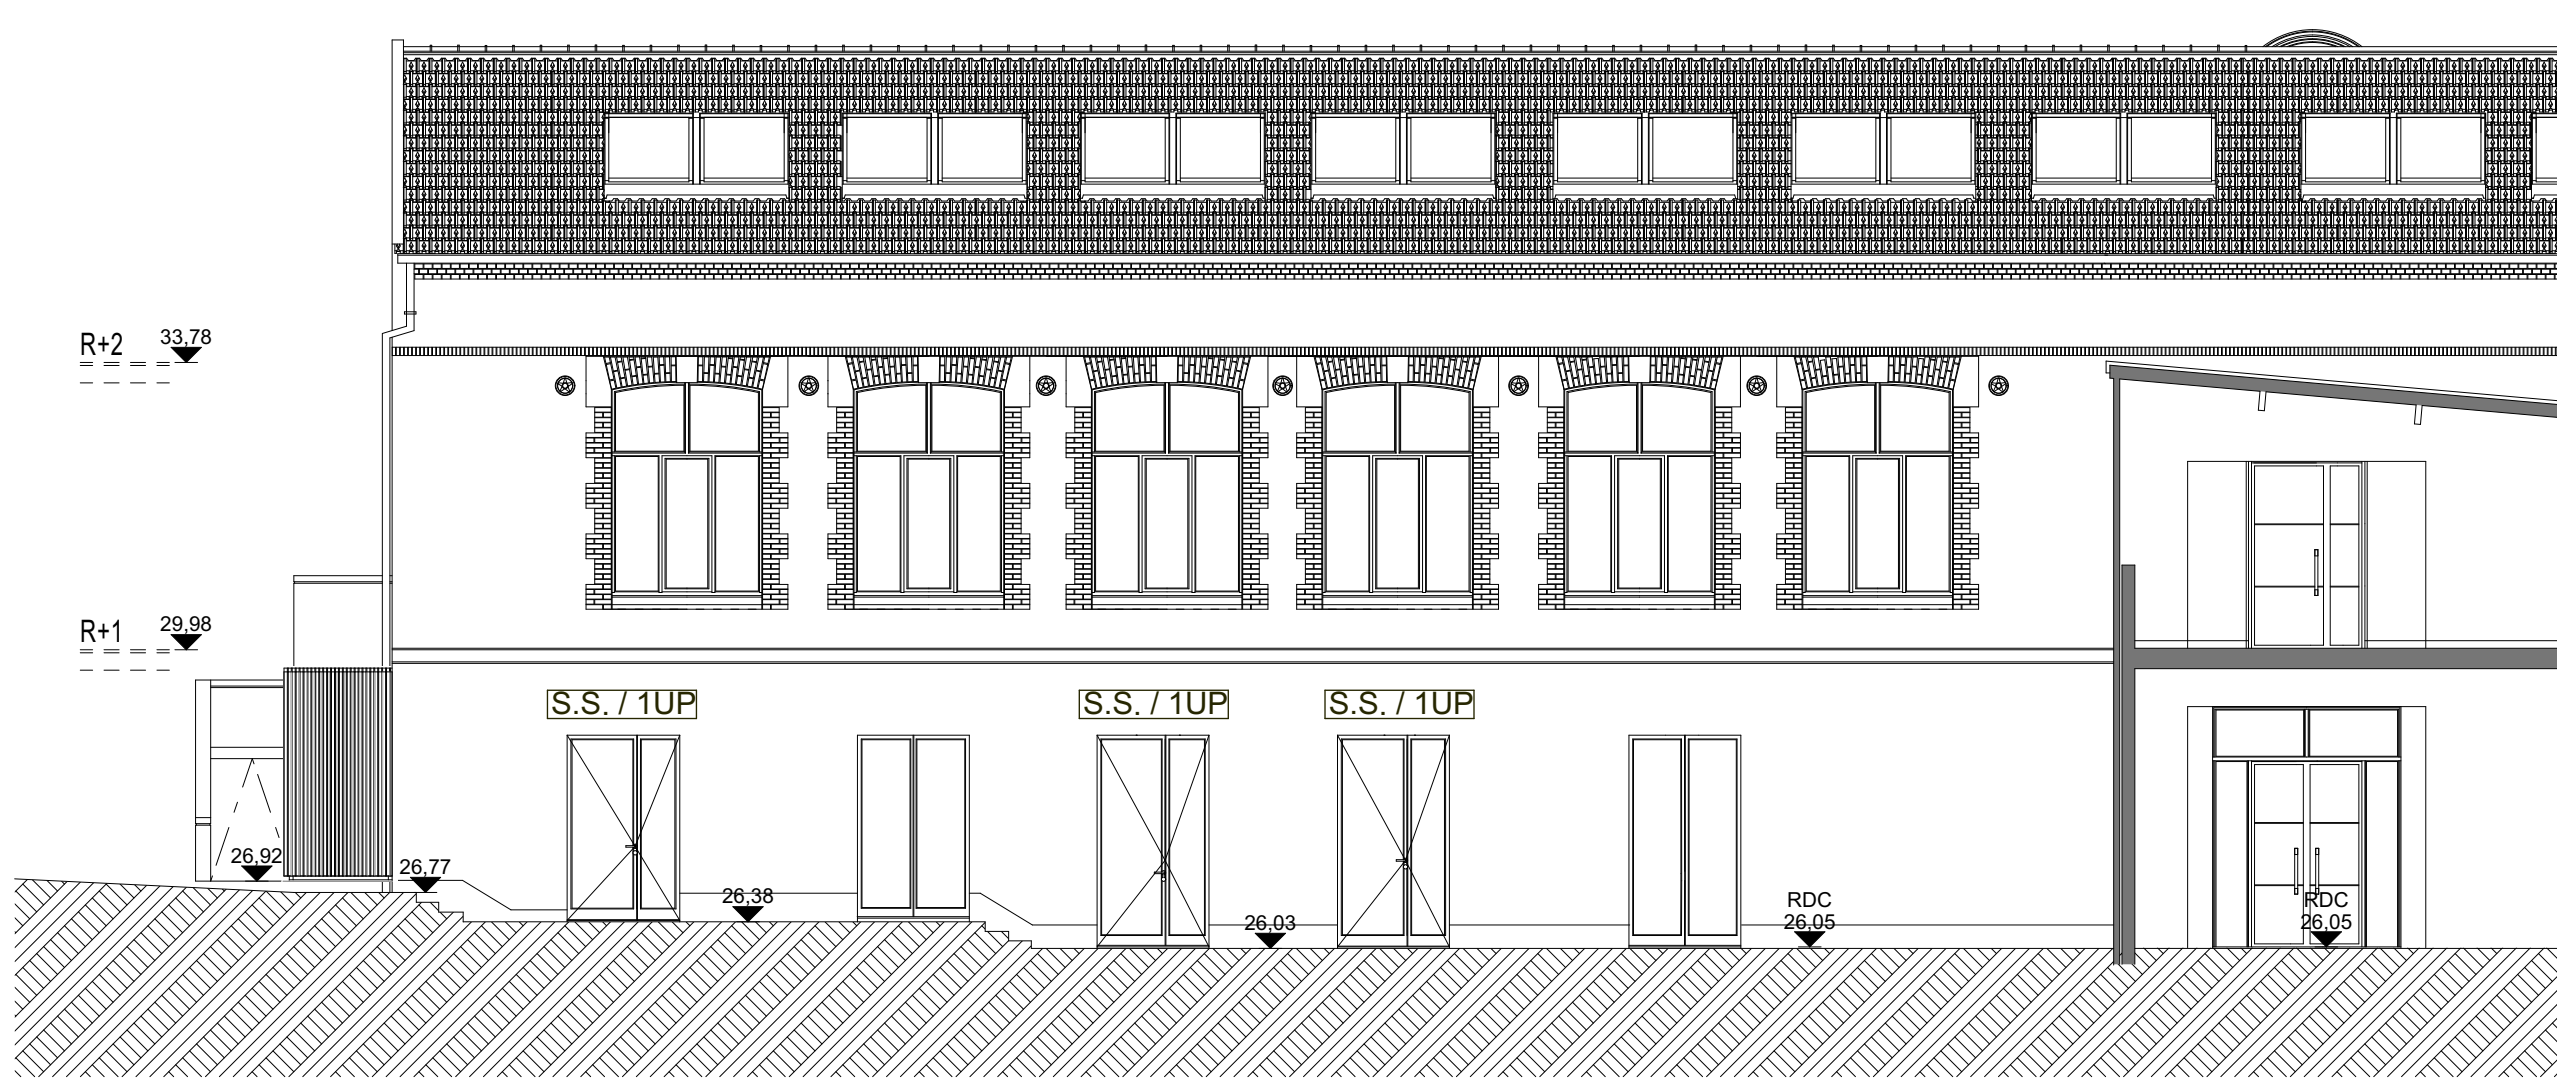 R+2 33,78
R+1 29,98
S.S. / 1UP
S.S. / 1UP
S.S. / 1UP
26,92
26,77
26,38
26,03
RDC
26,05
RDC
26,05